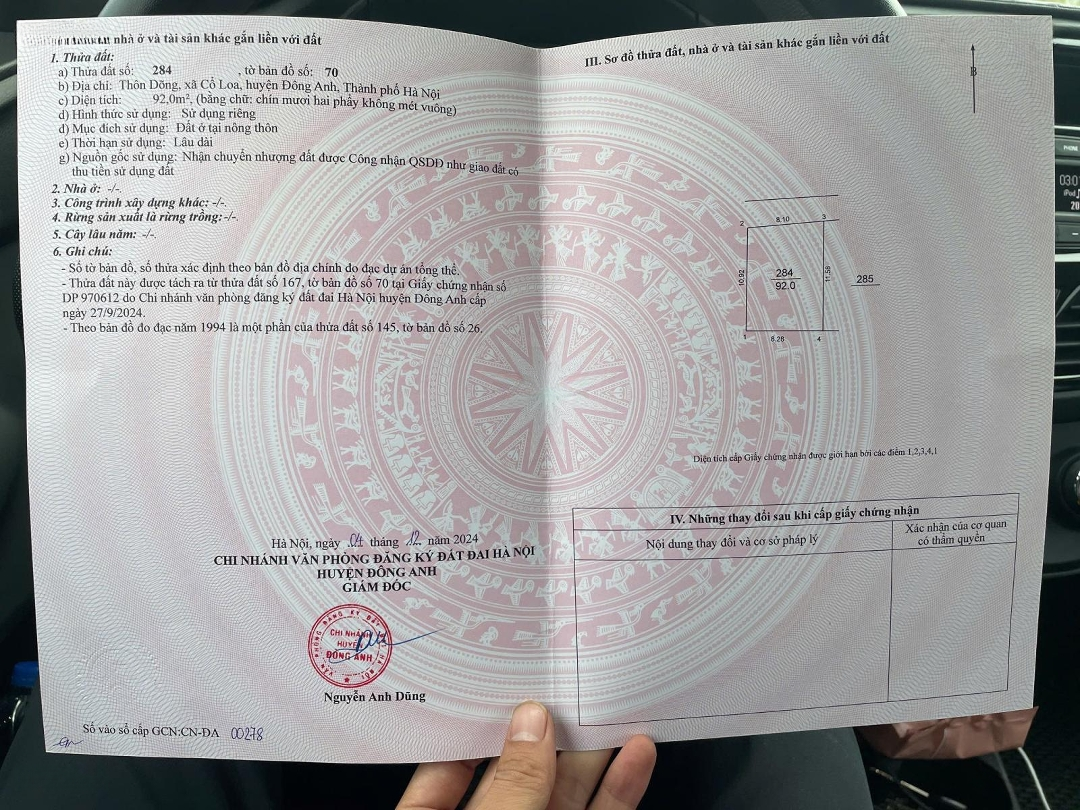 nhà ở và tài sản khác gắn liền với đất
1. Thửa đất:
a) Thửa đất số: 284 , tờ bản đồ số: 70
b) Địa chỉ: Thôn Dõng, xã Cổ Loa, huyện Đông Anh, Thành phố Hà Nội
c) Diện tích: 92,0m², (bằng chữ: chín mươi hai phẩy không mét vuông)
d) Hình thức sử dụng: Sử dụng riêng
đ) Mục đích sử dụng: Đất ở tại nông thôn
e) Thời hạn sử dụng: Lâu dài
g) Nguồn gốc sử dụng: Nhận chuyển nhượng đất được Công nhận QSDĐ như giao đất có
thu tiền sử dụng đất
2. Nhà ở: -/-.
3. Công trình xây dựng khác: -/-.
4. Rừng sản xuất là rừng trồng: -/-.
5. Cây lâu năm: -/-.
6. Ghi chú:
- Số tờ bản đồ, số thửa xác định theo bản đồ địa chính đo đạc dự án tổng thể.
- Thửa đất này được tách ra từ thửa đất số 167, tờ bản đồ số 70 tại Giấy chứng nhận số
DP 970612 do Chi nhánh văn phòng đăng ký đất đai Hà Nội huyện Đông Anh cấp
ngày 27/9/2024.
- Theo bản đồ đo đạc năm 1994 là một phần của thửa đất số 145, tờ bản đồ số 26.
Hà Nội, ngày 04 tháng 12 năm 2024
CHI NHÁNH VĂN PHÒNG ĐĂNG KÝ ĐẤT ĐAI HÀ NỘI
HUYỆN ĐÔNG ANH
GIÁM ĐỐC
CHI NHÁNH
HUYỆN
ĐÔNG ANH
Nguyễn Anh Dũng
Số vào sổ cấp GCN:CN-ĐA 00278
III. Sơ đồ thửa đất, nhà ở và tài sản khác gắn liền với đất
B
2 8.10 3
10.92
284
92.0
11.58
285
1 8.28 4
Diện tích cấp Giấy chứng nhận được giới hạn bởi các điểm 1,2,3,4,1
IV. Những thay đổi sau khi cấp giấy chứng nhận
Nội dung thay đổi và cơ sở pháp lý
Xác nhận của cơ quan
có thẩm quyền
PHONE
03:0
iPod
20